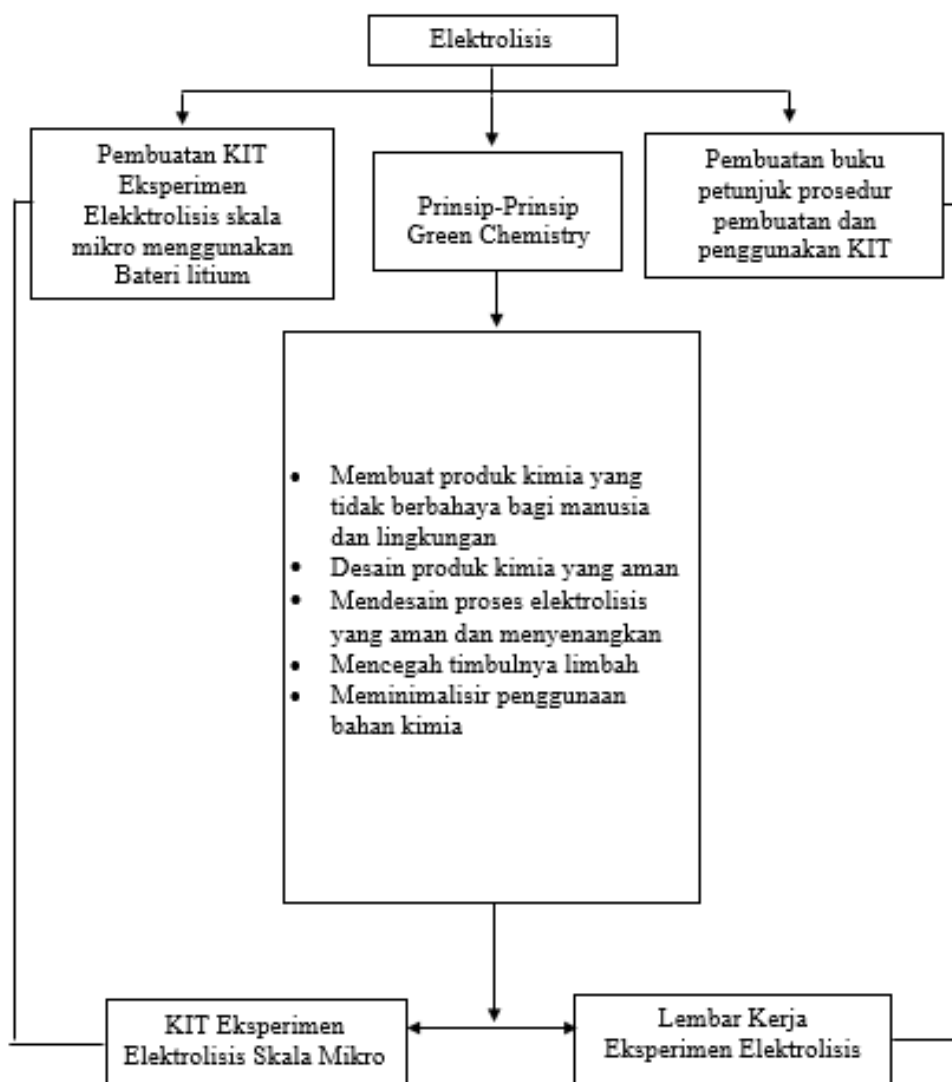 Elektrolisis
Pembuatan KIT
Eksperimen
Elekktrolisis skala
mikro menggunakan
Bateri litium
Prinsip-Prinsip
Green Chemistry
Pembuatan buku
petunjuk prosedur
pembuatan dan
penggunakan KIT
• Membuat produk kimia yang
tidak berbahaya bagi manusia
dan lingkungan
• Desain produk kimia yang aman
• Mendesain proses elektrolisis
yang aman dan menyenangkan
• Mencegah timbulnya limbah
• Meminimalisir penggunaan
bahan kimia
KIT Eksperimen
Elektrolisis Skala Mikro
Lembar Kerja
Eksperimen Elektrolisis